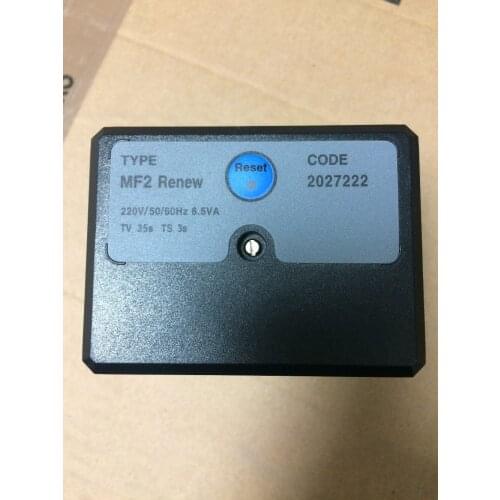 TYPE
MF2 Renew
Reset
CODE
2027222
220V/50/60Hz 6.5VA
TV 35s TS 3s